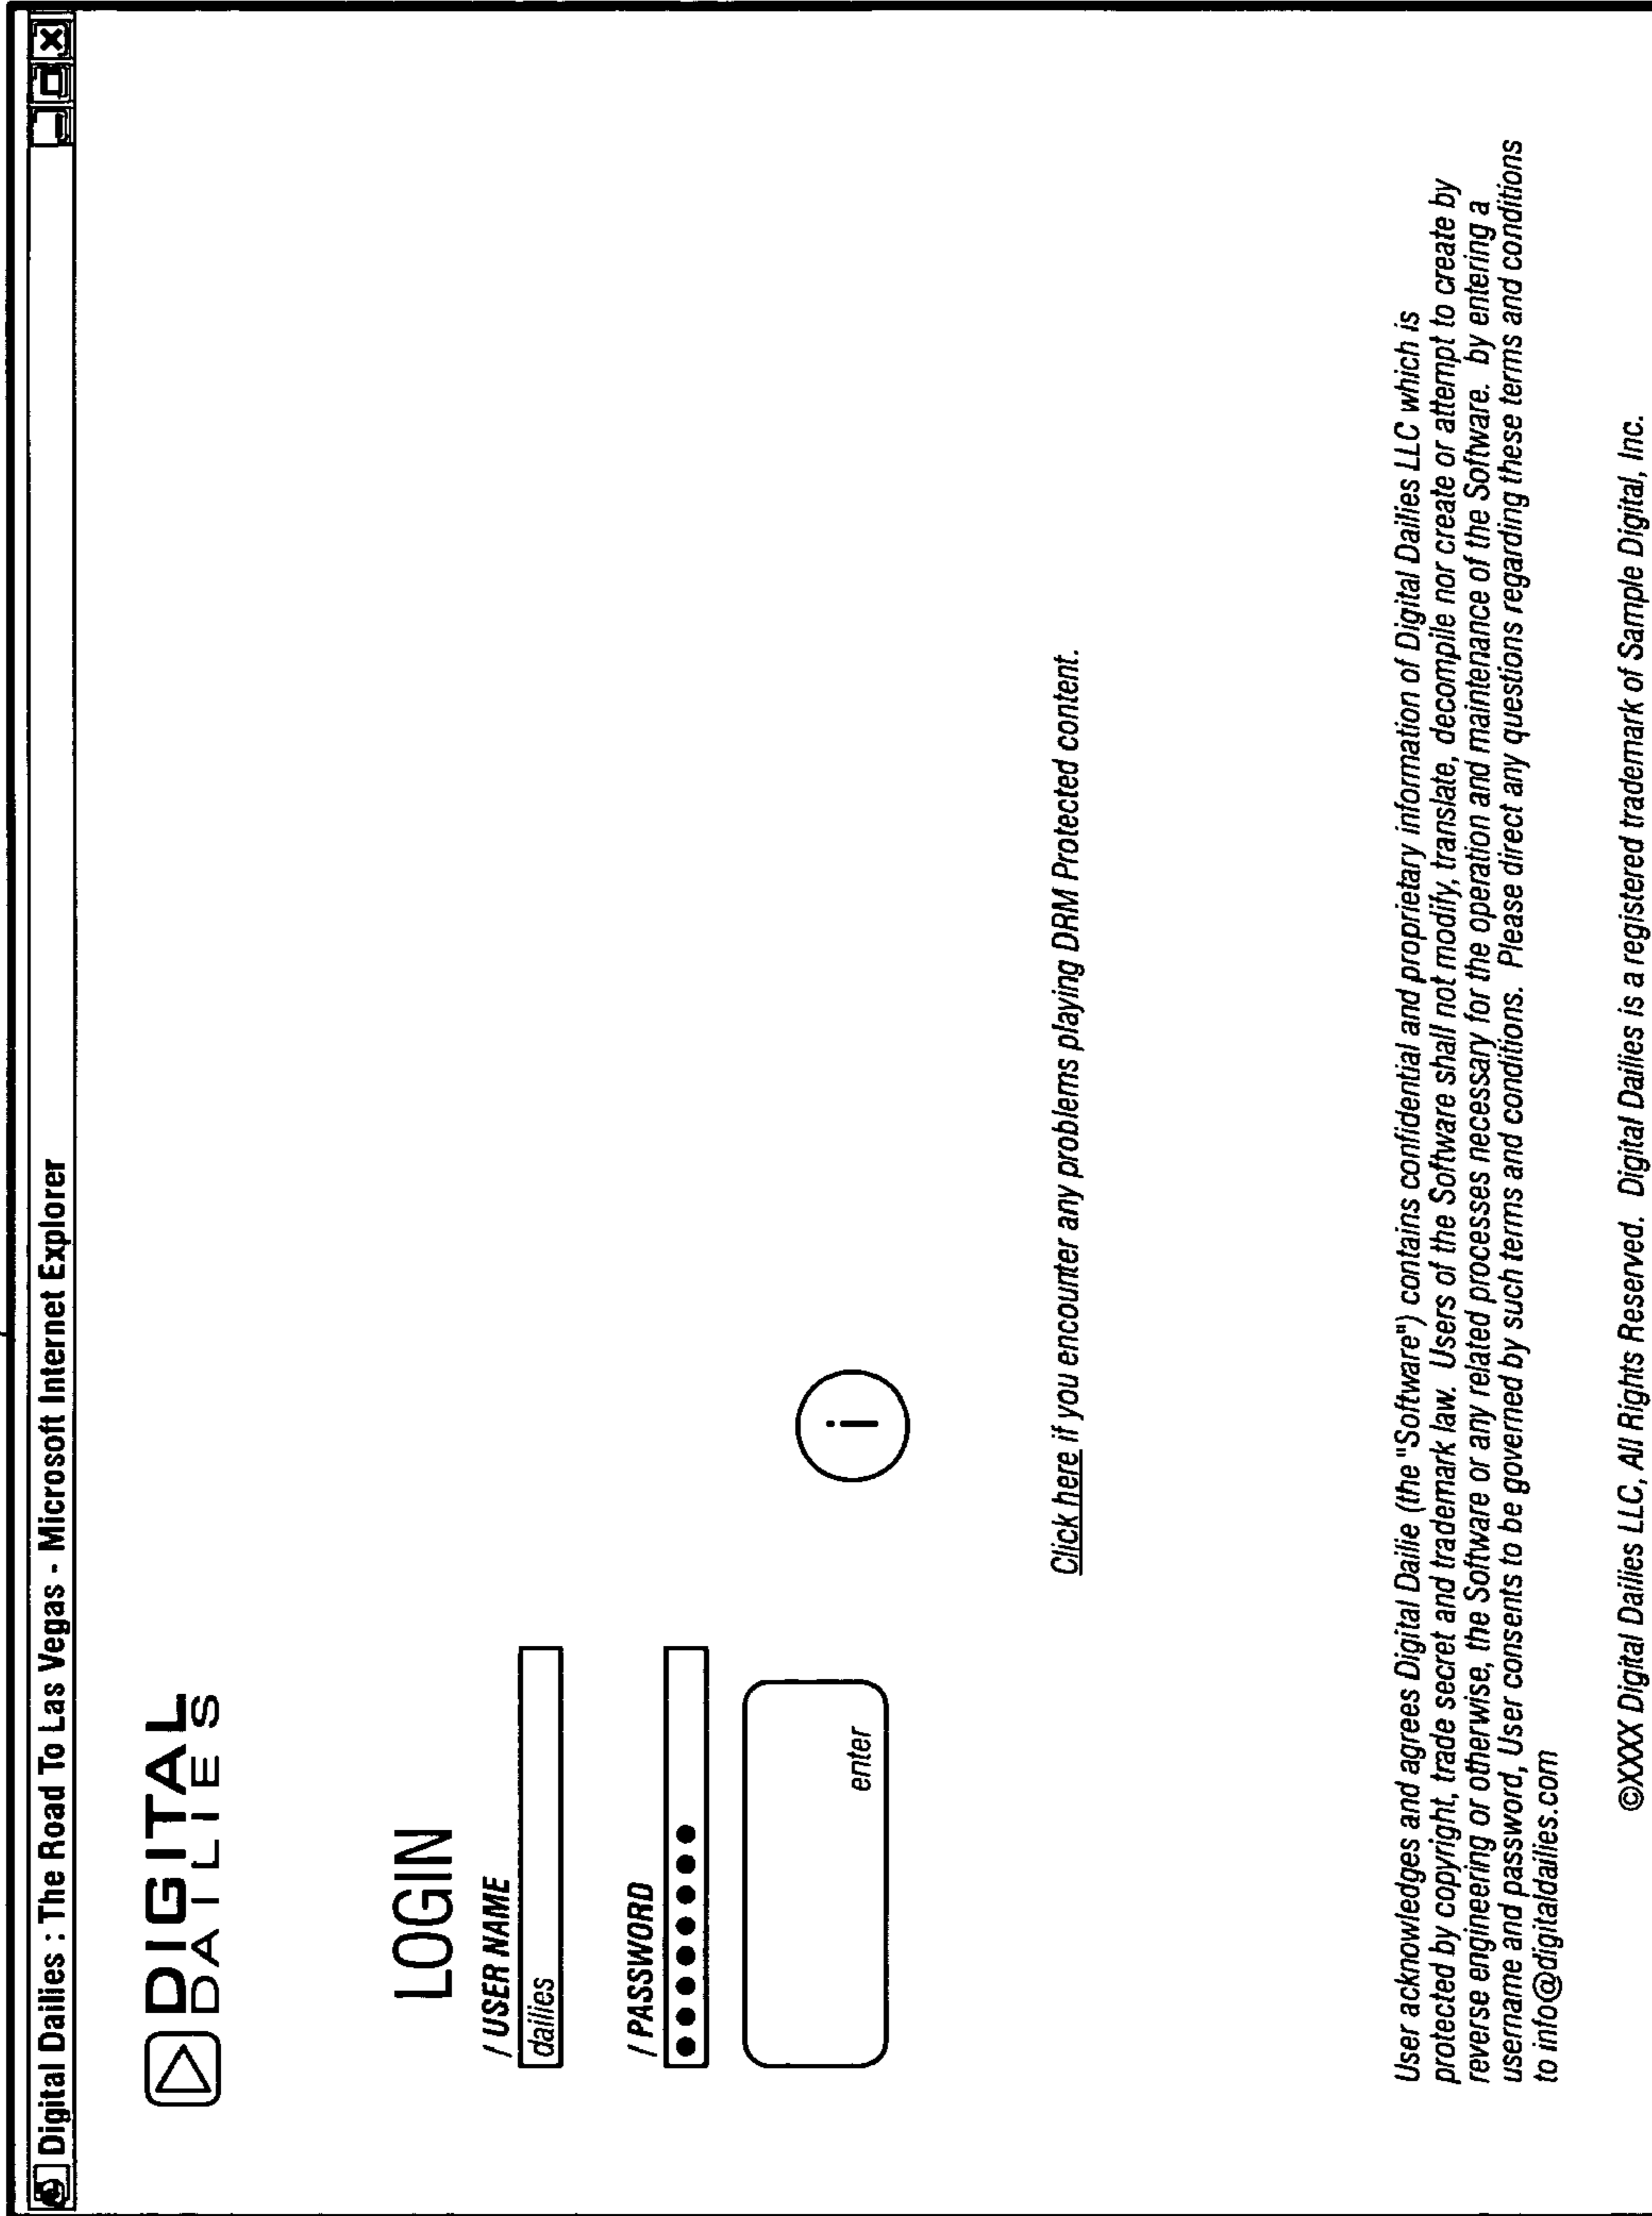 Digital Dailies : The Road To Las Vegas - Microsoft Internet Explorer
DIGITAL
DAILIES
LOGIN
/ USER NAME
dailies
/ PASSWORD
●●●●●●●●
enter
i
Click here if you encounter any problems playing DRM Protected content.
User acknowledges and agrees Digital Dailie (the "Software") contains confidential and proprietary information of Digital Dailies LLC which is
protected by copyright, trade secret and trademark law. Users of the Software shall not modify, translate, decompile nor create or attempt to create by
reverse engineering or otherwise, the Software or any related processes necessary for the operation and maintenance of the Software. by entering a
username and password, User consents to be governed by such terms and conditions. Please direct any questions regarding these terms and conditions
to info@digitaldailies.com
©XXXX Digital Dailies LLC, All Rights Reserved. Digital Dailies is a registered trademark of Sample Digital, Inc.